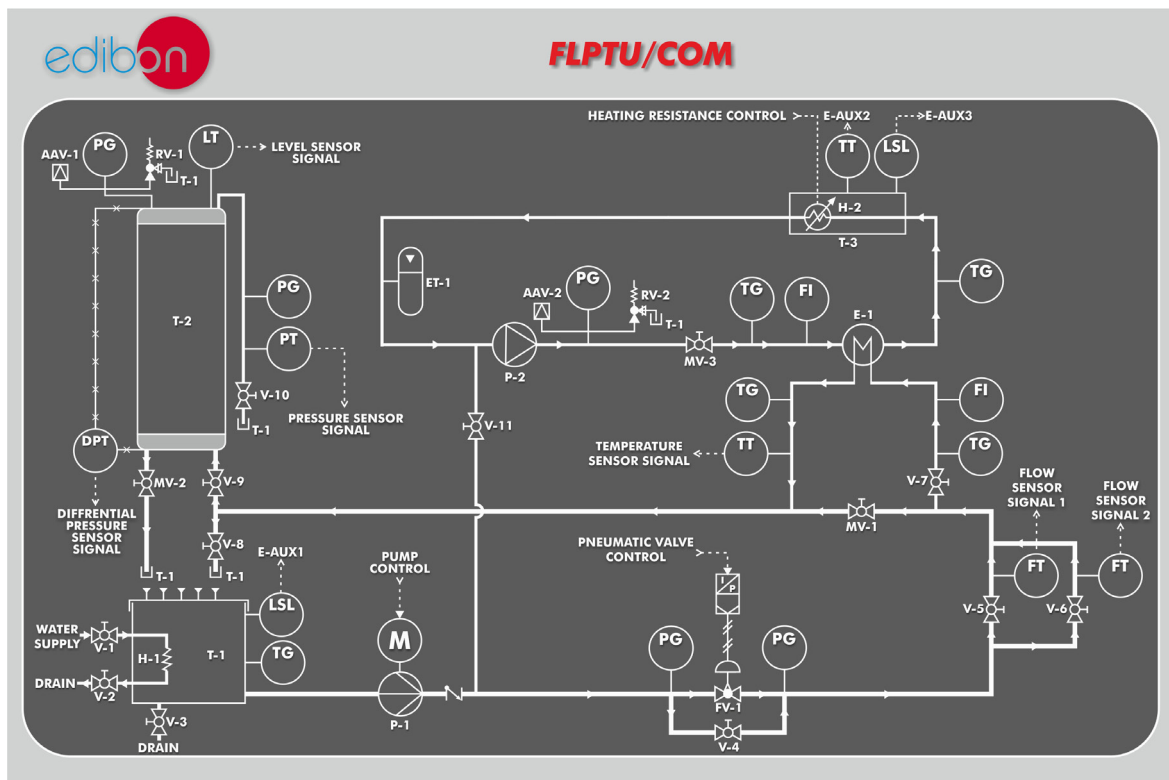 edibon
FLPTU/COM
HEATING RESISTANCE CONTROL
E-AUX2
E-AUX3
AAV-1
PG
RV-1
T-1
LT
LEVEL SENSOR
SIGNAL
TT
LSL
H-2
T-3
T-2
PG
PT
V-10
T-1
PRESSURE SENSOR
SIGNAL
DPT
DIFFRENTIAL
PRESSURE
SENSOR
SIGNAL
MV-2
V-9
V-8
T-1
T-1
ET-1
AAV-2
PG
RV-2
T-1
P-2
MV-3
TG
FI
E-1
TG
V-11
TG
TT
TEMPERATURE
SENSOR SIGNAL
FI
TG
V-7
MV-1
FLOW
SENSOR
SIGNAL 1
FLOW
SENSOR
SIGNAL 2
FT
FT
V-5
V-6
E-AUX1
LSL
TG
WATER
SUPPLY
V-1
H-1
T-1
DRAIN
V-2
V-3
DRAIN
PUMP
CONTROL
M
P-1
PNEUMATIC VALVE
CONTROL
I
P
PG
PG
FV-1
V-4